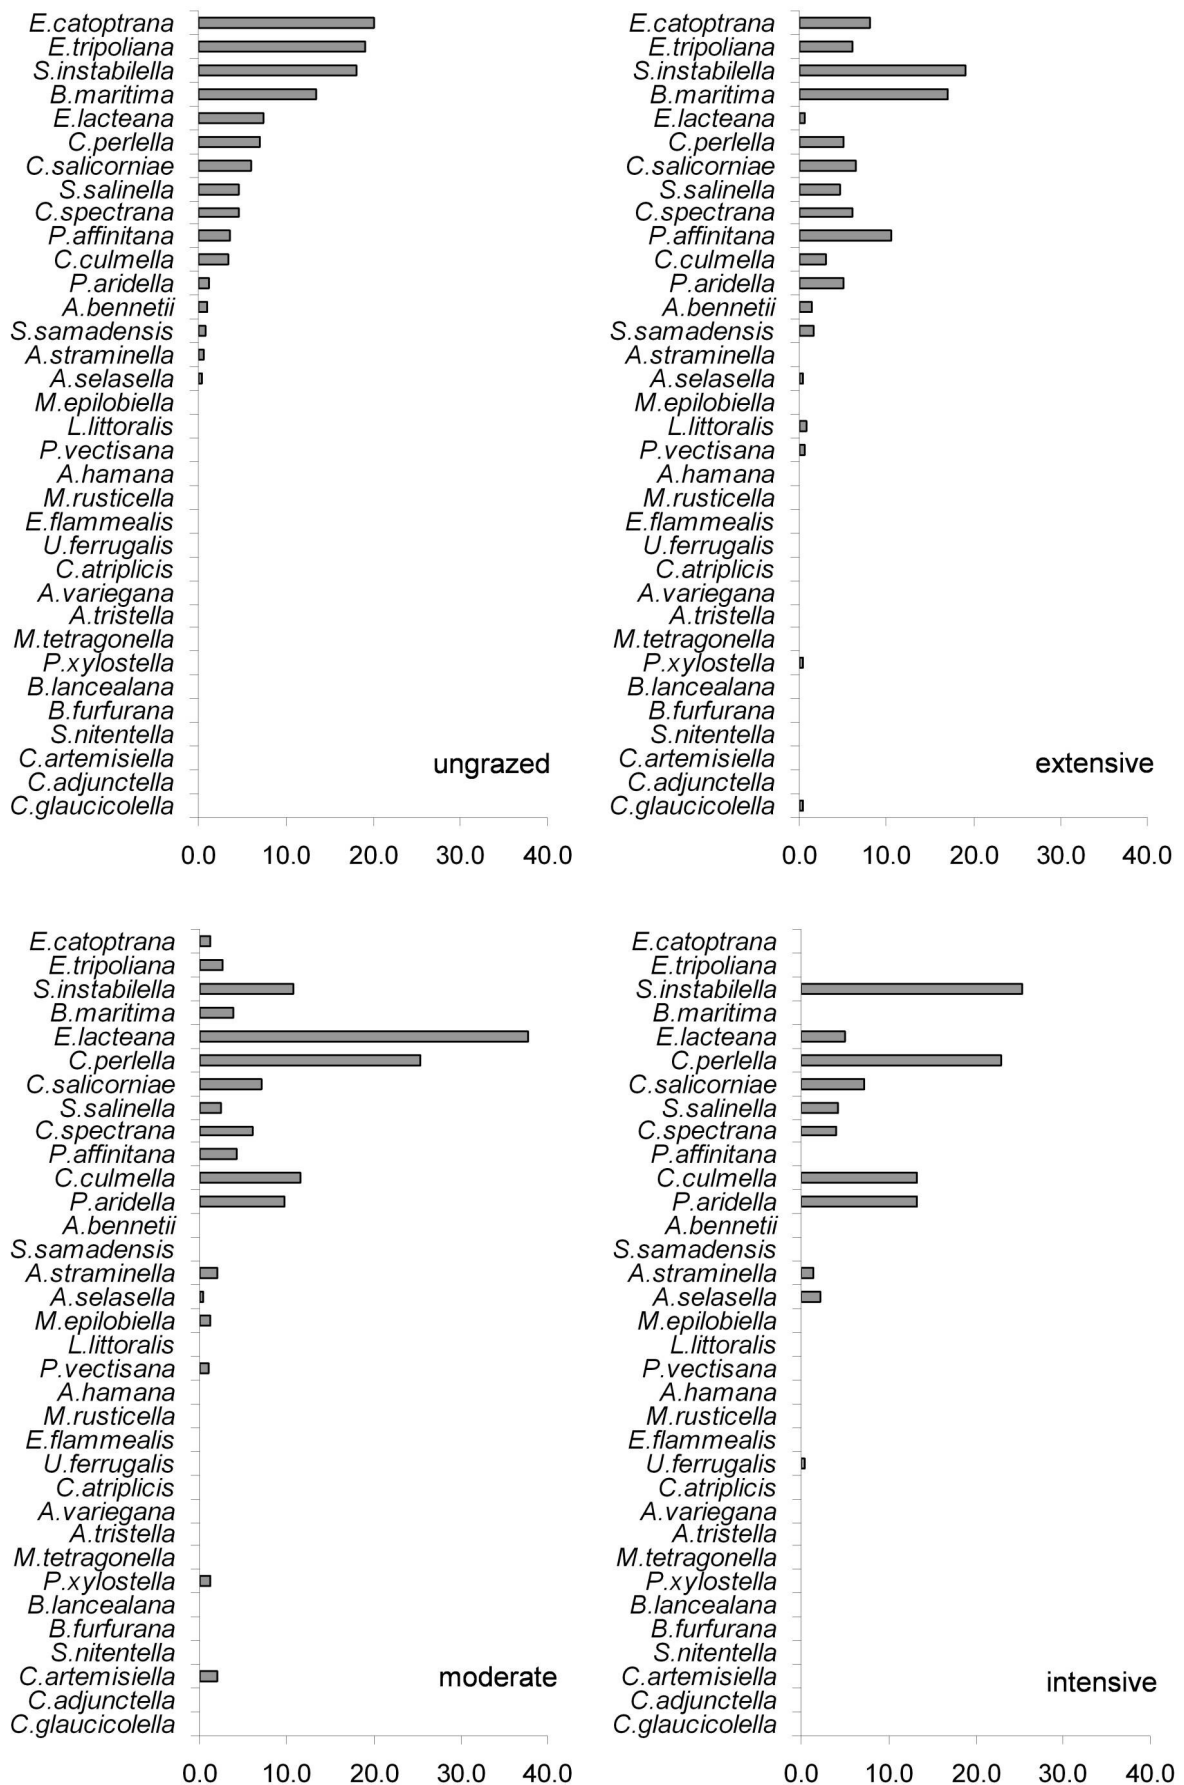 E.catoptrana
E.tripoliana
S.instabilella
B.maritima
E.lacteana
C.perlella
C.salicorniae
S.salinella
C.spectrana
P.affinitana
C.culmella
P.aridella
A.bennetii
S.samadensis
A.straminella
A.selasella
M.epilobiella
L.littoralis
P.vectisana
A.hamana
M.rusticella
E.flammealis
U.ferrugalis
C.atriplicis
A.variegana
A.tristella
M.tetragonella
P.xylostella
B.lancealana
B.furfurana
S.nitentella
C.artemisiella
C.adjunctella
C.glaucicolella
ungrazed
0.0 10.0 20.0 30.0 40.0
E.catoptrana
E.tripoliana
S.instabilella
B.maritima
E.lacteana
C.perlella
C.salicorniae
S.salinella
C.spectrana
P.affinitana
C.culmella
P.aridella
A.bennetii
S.samadensis
A.straminella
A.selasella
M.epilobiella
L.littoralis
P.vectisana
A.hamana
M.rusticella
E.flammealis
U.ferrugalis
C.atriplicis
A.variegana
A.tristella
M.tetragonella
P.xylostella
B.lancealana
B.furfurana
S.nitentella
C.artemisiella
C.adjunctella
C.glaucicolella
extensive
0.0 10.0 20.0 30.0 40.0
E.catoptrana
E.tripoliana
S.instabilella
B.maritima
E.lacteana
C.perlella
C.salicorniae
S.salinella
C.spectrana
P.affinitana
C.culmella
P.aridella
A.bennetii
S.samadensis
A.straminella
A.selasella
M.epilobiella
L.littoralis
P.vectisana
A.hamana
M.rusticella
E.flammealis
U.ferrugalis
C.atriplicis
A.variegana
A.tristella
M.tetragonella
P.xylostella
B.lancealana
B.furfurana
S.nitentella
C.artemisiella
C.adjunctella
C.glaucicolella
moderate
0.0 10.0 20.0 30.0 40.0
E.catoptrana
E.tripoliana
S.instabilella
B.maritima
E.lacteana
C.perlella
C.salicorniae
S.salinella
C.spectrana
P.affinitana
C.culmella
P.aridella
A.bennetii
S.samadensis
A.straminella
A.selasella
M.epilobiella
L.littoralis
P.vectisana
A.hamana
M.rusticella
E.flammealis
U.ferrugalis
C.atriplicis
A.variegana
A.tristella
M.tetragonella
P.xylostella
B.lancealana
B.furfurana
S.nitentella
C.artemisiella
C.adjunctella
C.glaucicolella
intensive
0.0 10.0 20.0 30.0 40.0